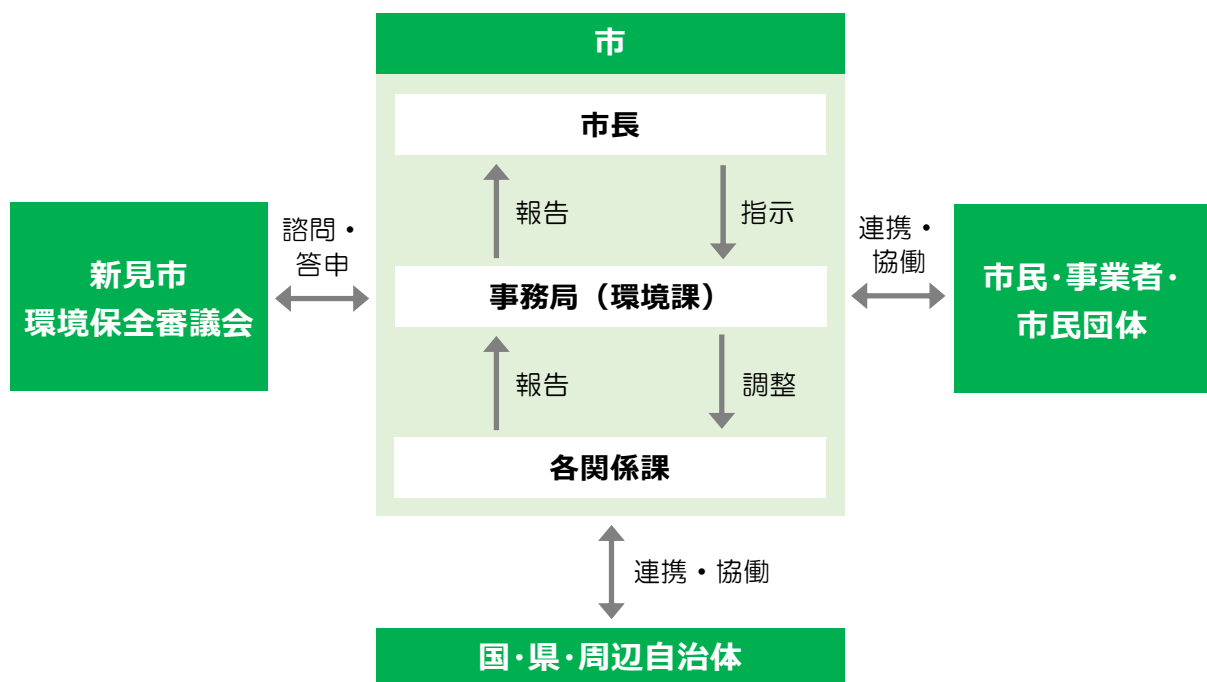 市
市長
報告
指示
諮問・
答申
連携・
協働
新見市
環境保全審議会
事務局（環境課）
市民・事業者・
市民団体
報告
調整
各関係課
連携・協働
国・県・周辺自治体